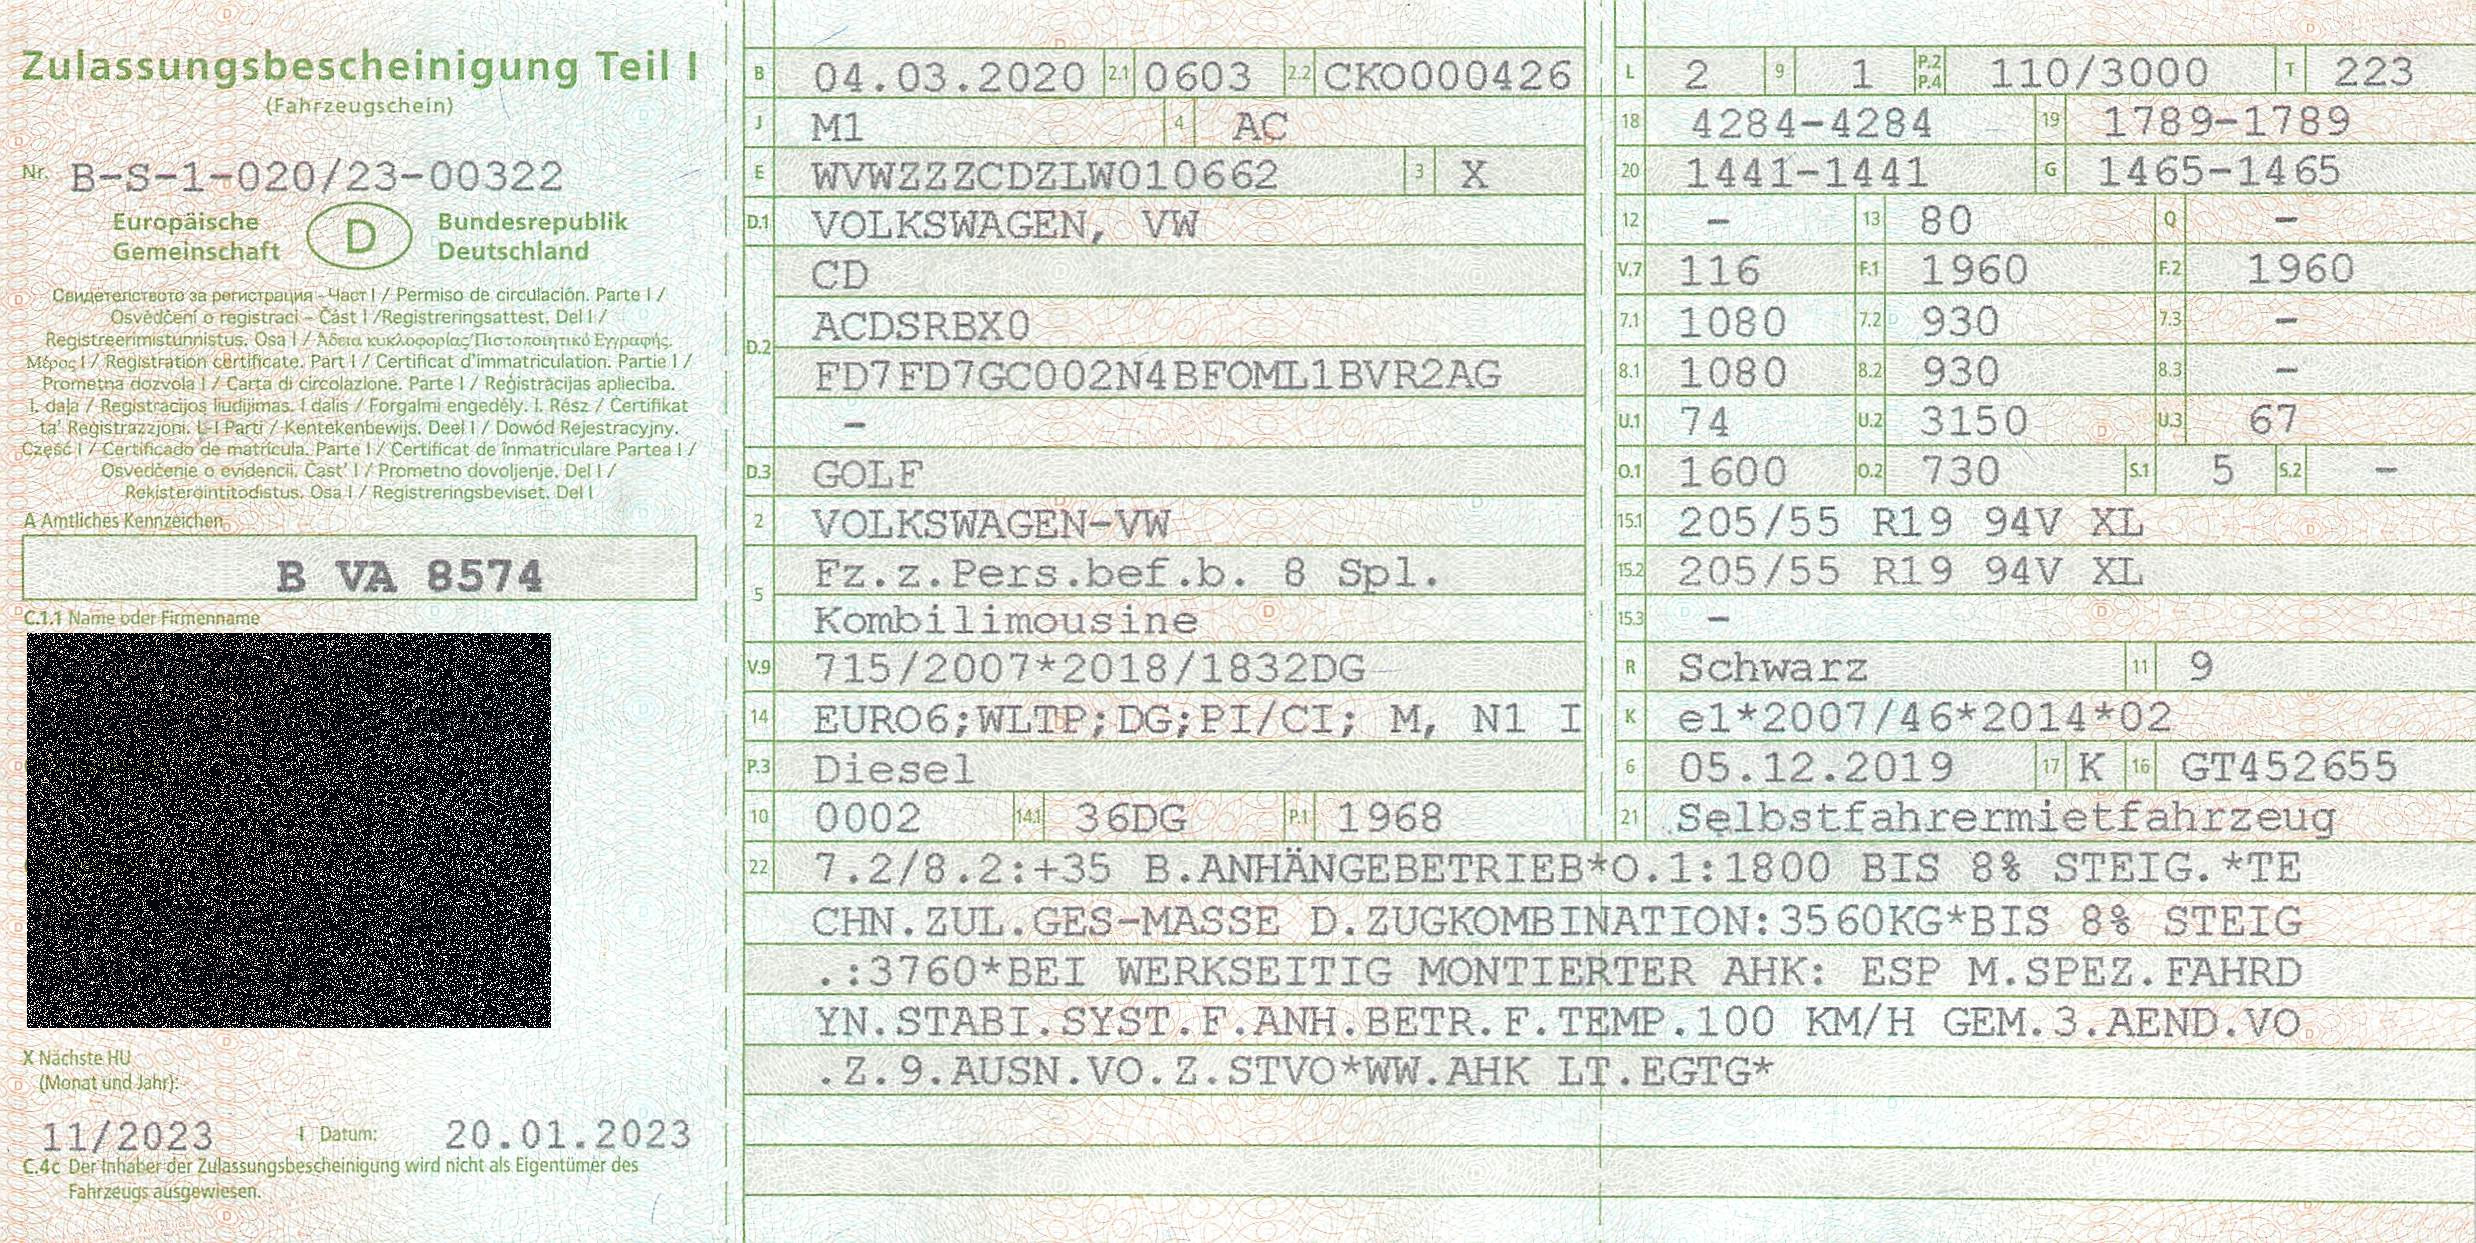 Zulassungsbescheinigung Teil I
(Fahrzeugschein)
Nr. B-S-1-020/23-00322
Europäische Gemeinschaft D Bundesrepublik Deutschland
Свидетелството за регистрация – Част I / Permiso de circulación. Parte I /
Osvědčení o registraci – Část I / Registreringsattest. Del I /
Registreerimistunnistus. Osa I / Άδεια κυκλοφορίας/Πιστοποιητικό Εγγραφής.
Μέρος I / Registration certificate. Part I / Certificat d'immatriculation. Partie I /
Prometna dozvola I / Carta di circolazione. Parte I / Reģistrācijas apliecība.
I. daļa / Registracijos liudijimas. I dalis / Forgalmi engedély. I. Rész / Ċertifikat
ta' Reġistrazzjoni. L-I Parti / Kentekenbewijs. Deel I / Dowód Rejestracyjny.
Część I / Certificado de matrícula. Parte I / Certificat de înmatriculare Partea I /
Osvedčenie o evidencii. Časť I / Prometno dovoljenje. Del I /
Rekisteröintitodistus. Osa I / Registreringsbeviset. Del I
A Amtliches Kennzeichen
B VA 8574
C.1.1 Name oder Firmenname
X Nächste HU
(Monat und Jahr):
11/2023 I Datum: 20.01.2023
C.4c Der Inhaber der Zulassungsbescheinigung wird nicht als Eigentümer des
Fahrzeugs ausgewiesen.
B 04.03.2020 2.1 0603 2.2 CKO000426
J M1 4 AC
E WVWZZZCDZLW010662 3 X
D.1 VOLKSWAGEN, VW
CD
D.2 ACDSRBX0
FD7FD7GC002N4BFOML1BVR2AG
-
D.3 GOLF
2 VOLKSWAGEN-VW
5 Fz.z.Pers.bef.b. 8 Spl.
Kombilimousine
V.9 715/2007*2018/1832DG
14 EURO6;WLTP;DG;PI/CI; M, N1 I
P.3 Diesel
10 0002 14.1 36DG P.1 1968
L 2 9 1 P.2 P.4 110/3000 T 223
18 4284-4284 19 1789-1789
20 1441-1441 G 1465-1465
12 - 13 80 Q -
V.7 116 F.1 1960 F.2 1960
7.1 1080 7.2 930 7.3 -
8.1 1080 8.2 930 8.3 -
U.1 74 U.2 3150 U.3 67
O.1 1600 O.2 730 S.1 5 S.2 -
15.1 205/55 R19 94V XL
15.2 205/55 R19 94V XL
15.3 -
R Schwarz 11 9
K e1*2007/46*2014*02
6 05.12.2019 17 K 16 GT452655
21 Selbstfahrermietfahrzeug
22 7.2/8.2:+35 B.ANHÄNGEBETRIEB*O.1:1800 BIS 8% STEIG.*TE
CHN.ZUL.GES-MASSE D.ZUGKOMBINATION:3560KG*BIS 8% STEIG
.:3760*BEI WERKSEITIG MONTIERTER AHK: ESP M.SPEZ.FAHRD
YN.STABI.SYST.F.ANH.BETR.F.TEMP.100 KM/H GEM.3.AEND.VO
.Z.9.AUSN.VO.Z.STVO*WW.AHK LT.EGTG*